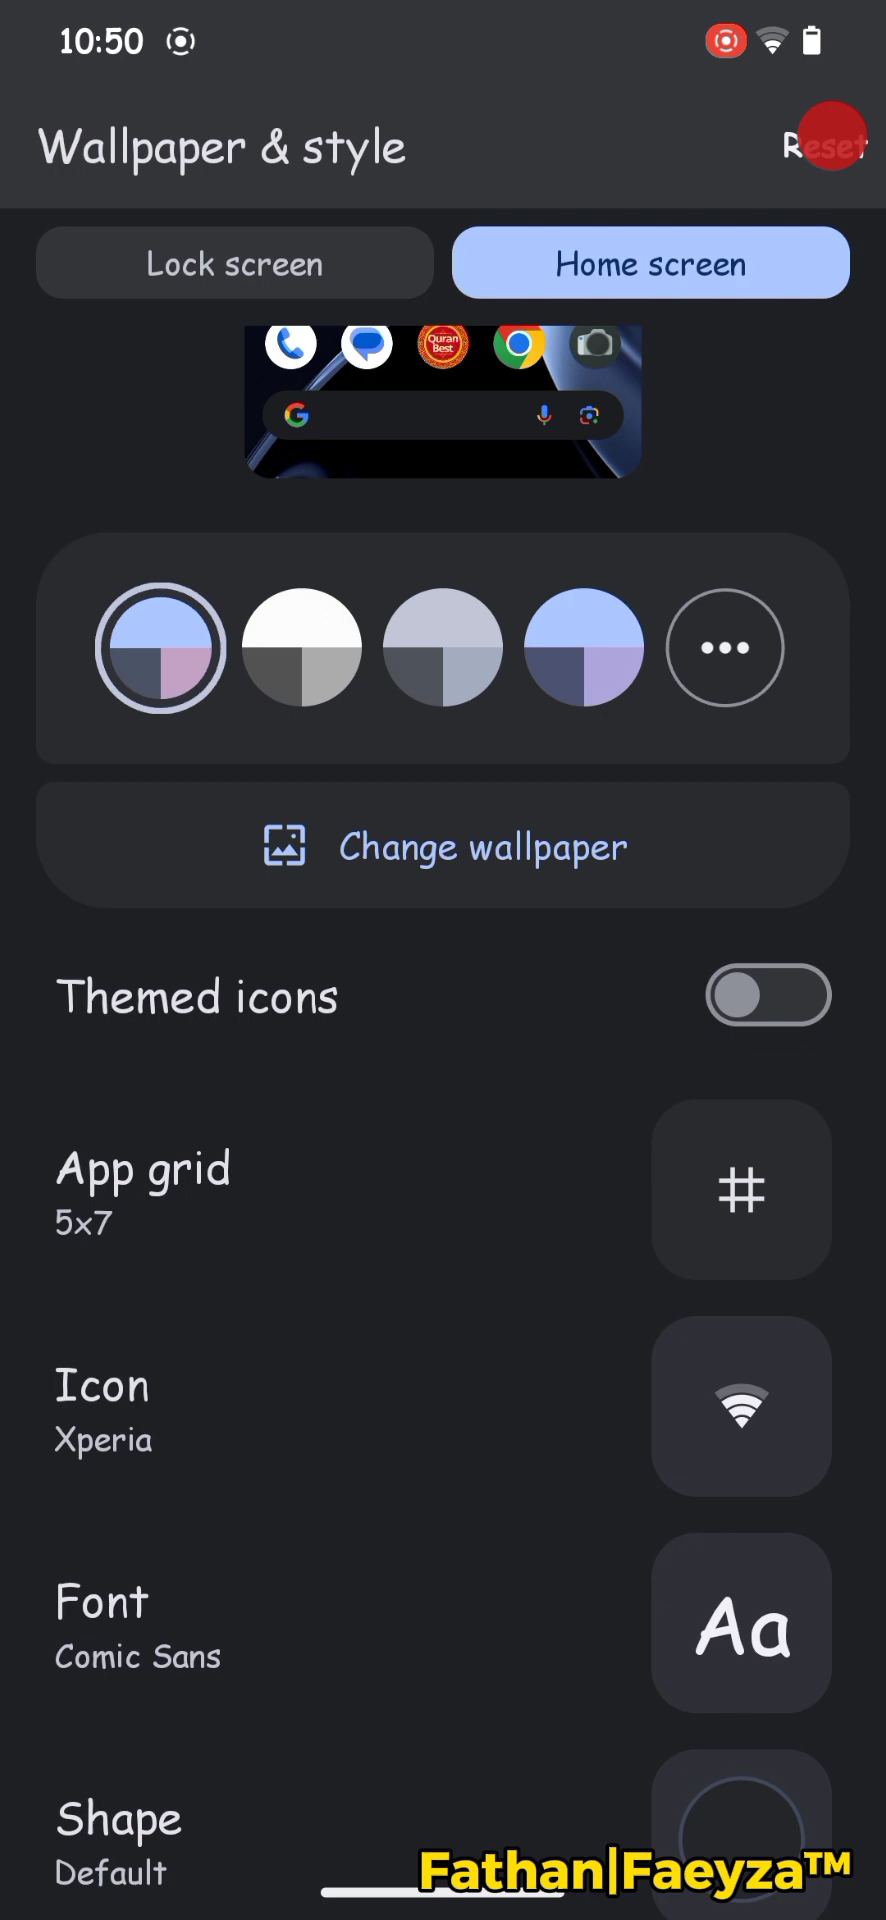 10:50
Wallpaper & style
Reset
Lock screen
Home screen
Quran
Best
G
Change wallpaper
Themed icons
App grid
5x7
Icon
Xperia
Font
Comic Sans
Aa
Shape
Default
Fathan|Faeyza™